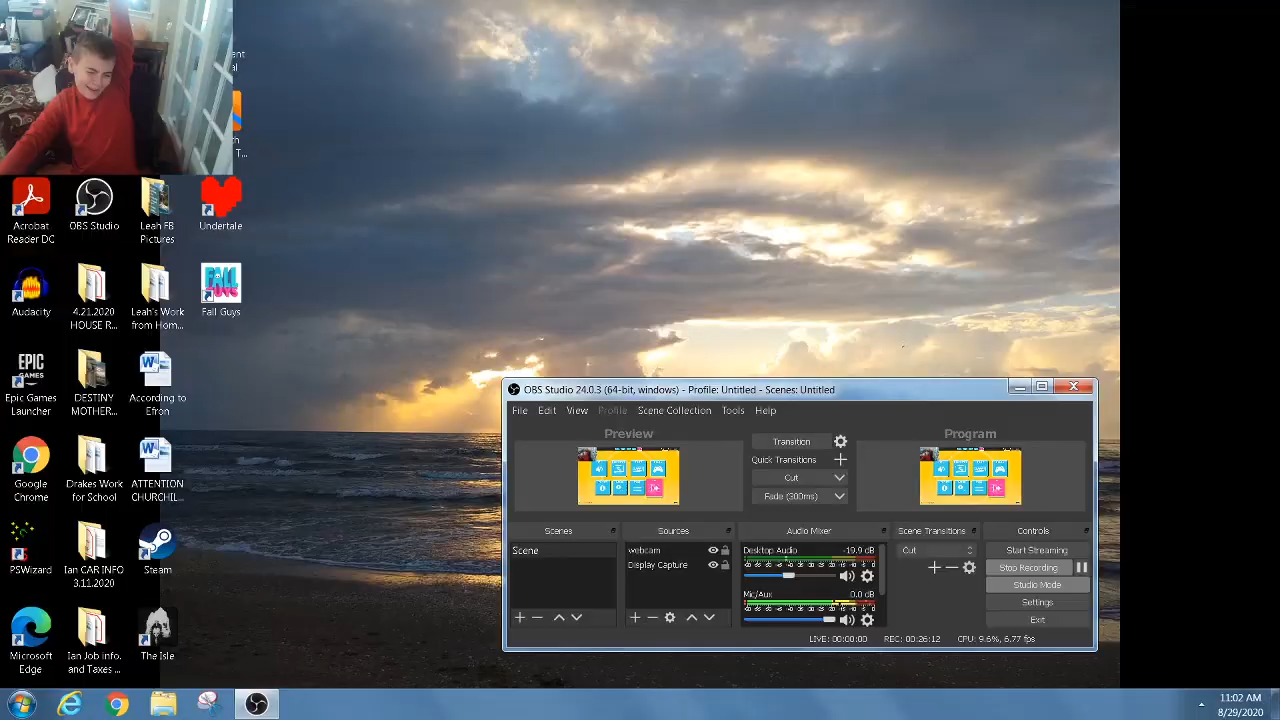 Acrobat
Reader DC
OBS Studio
Leah FB
Pictures
Undertale
Audacity
4.21.2020
HOUSE R...
Leah's Work
from Hom...
FALL
GUYS
Fall Guys
EPIC
GAMES
Epic Games
Launcher
DESTINY
MOTHER...
According to
Efron
Google
Chrome
Drakes Work
for School
ATTENTION
CHURCHIL...
PSWizard
Ian CAR INFO
3.11.2020
Steam
Microsoft
Edge
Ian Job info.
and Taxes ...
The Isle
OBS Studio 24.0.3 (64-bit, windows) - Profile: Untitled - Scenes: Untitled
File Edit View Profile Scene Collection Tools Help
Preview
Transition
Quick Transitions
Cut
Fade (300ms)
Program
Scenes
Sources
Audio Mixer
Scene Transitions
Controls
Scene
webcam
Display Capture
Desktop Audio -19.9 dB
Mic/Aux 0.0 dB
Cut
Start Streaming
Stop Recording
Studio Mode
Settings
Exit
LIVE: 00:00:00 REC: 00:26:12 CPU: 9.6%, 6.77 fps
11:02 AM
8/29/2020